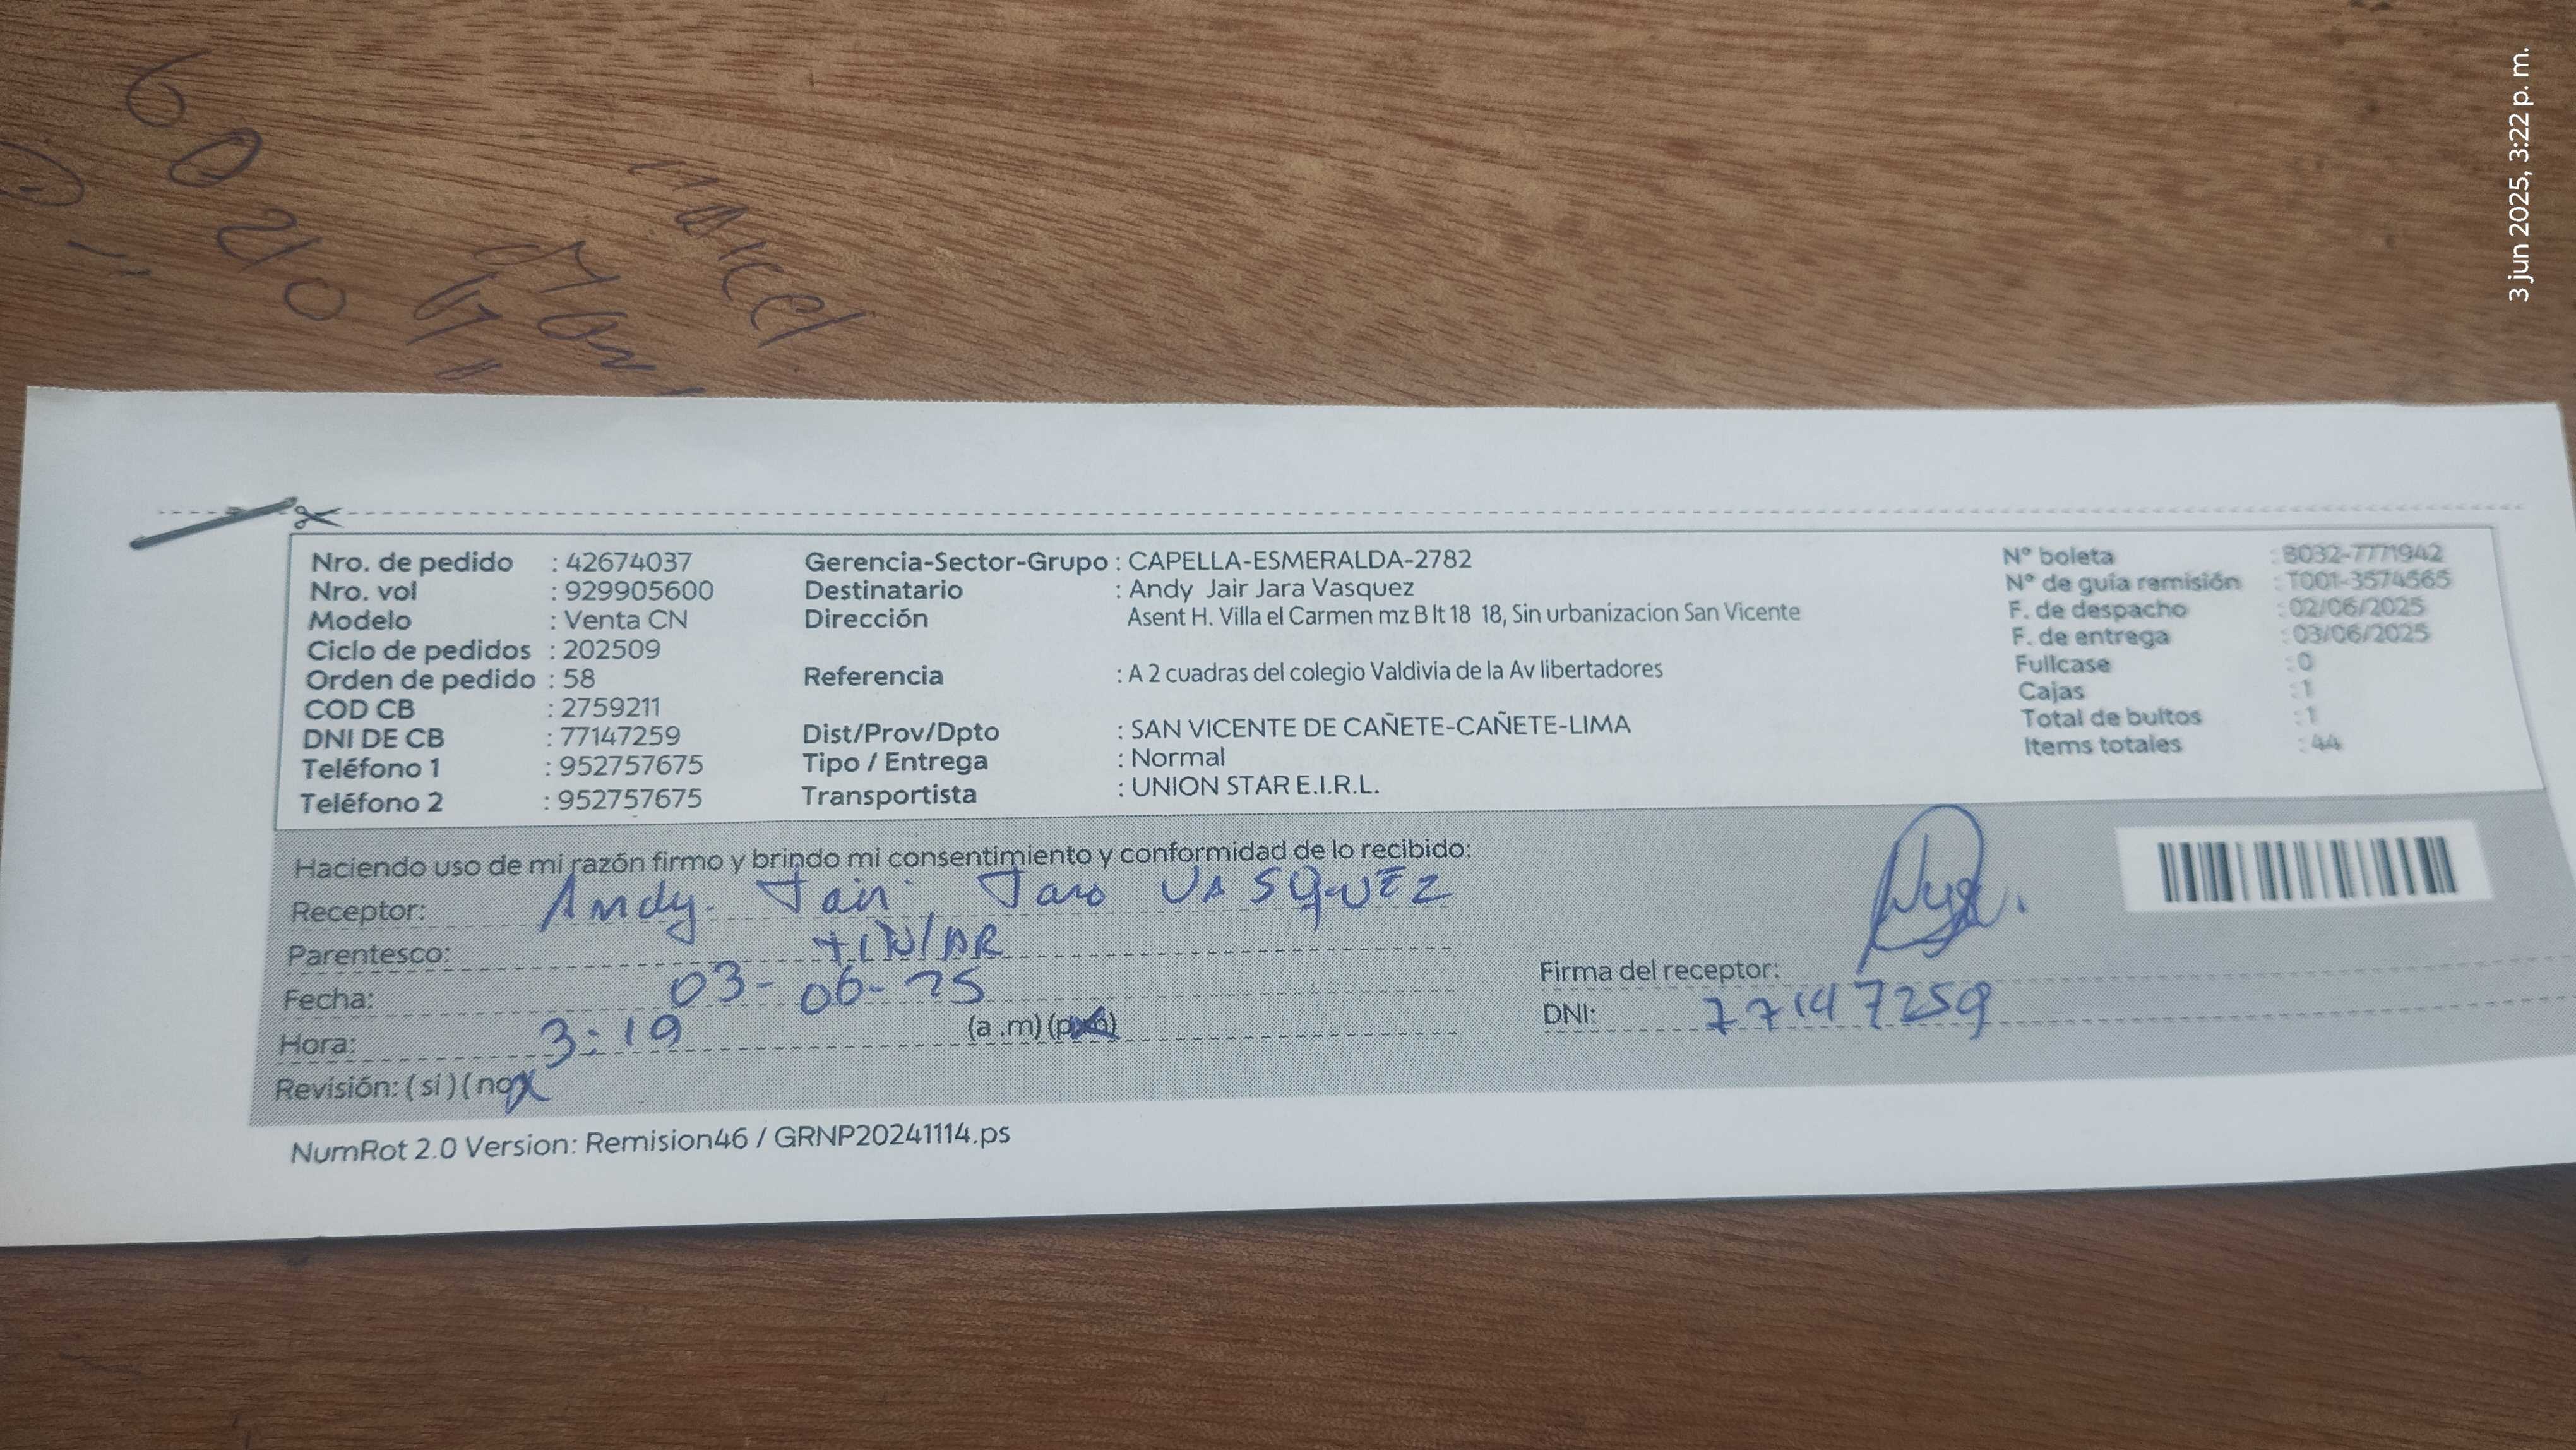 3 jun 2025, 3:22 p. m.
Nro. de pedido : 42674037
Nro. vol : 929905600
Modelo : Venta CN
Ciclo de pedidos : 202509
Orden de pedido : 58
COD CB : 2759211
DNI DE CB : 77147259
Teléfono 1 : 952757675
Teléfono 2 : 952757675
Gerencia-Sector-Grupo : CAPELLA-ESMERALDA-2782
Destinatario : Andy Jair Jara Vasquez
Dirección Asent H. Villa el Carmen mz B lt 18 18, Sin urbanizacion San Vicente
Referencia : A 2 cuadras del colegio Valdivia de la Av libertadores
Dist/Prov/Dpto : SAN VICENTE DE CAÑETE-CAÑETE-LIMA
Tipo / Entrega : Normal
Transportista : UNION STAR E.I.R.L.
N° boleta : B032-7771942
N° de guía remisión : T001-3574565
F. de despacho : 02/06/2025
F. de entrega : 03/06/2025
Fullcase : 0
Cajas : 1
Total de bultos : 1
Items totales : 44
Haciendo uso de mi razón firmo y brindo mi consentimiento y conformidad de lo recibido:
Receptor: Andy Jair Jara VASQUEZ
Parentesco:
Fecha: 03-06-25
Hora: 3:19 (a .m) (p.m)
Revisión: (si) (no)
Firma del receptor:
DNI: 77147259
NumRot 2.0 Version: Remision46 / GRNP20241114.ps